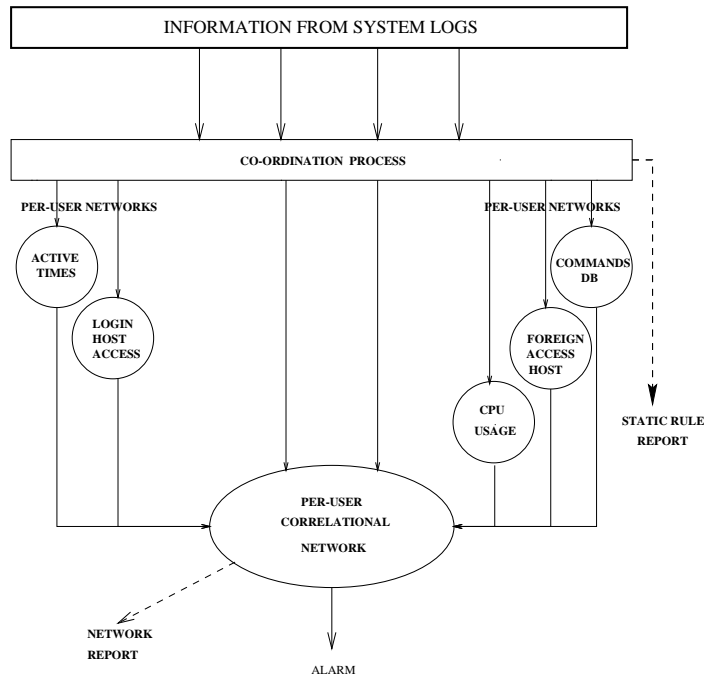 INFORMATION FROM SYSTEM LOGS
CO-ORDINATION PROCESS
PER-USER NETWORKS
PER-USER NETWORKS
ACTIVE
TIMES
COMMANDS
DB
LOGIN
HOST
ACCESS
FOREIGN
ACCESS
HOST
CPU
USAGE
STATIC RULE
REPORT
PER-USER
CORRELATIONAL
NETWORK
NETWORK
REPORT
ALARM